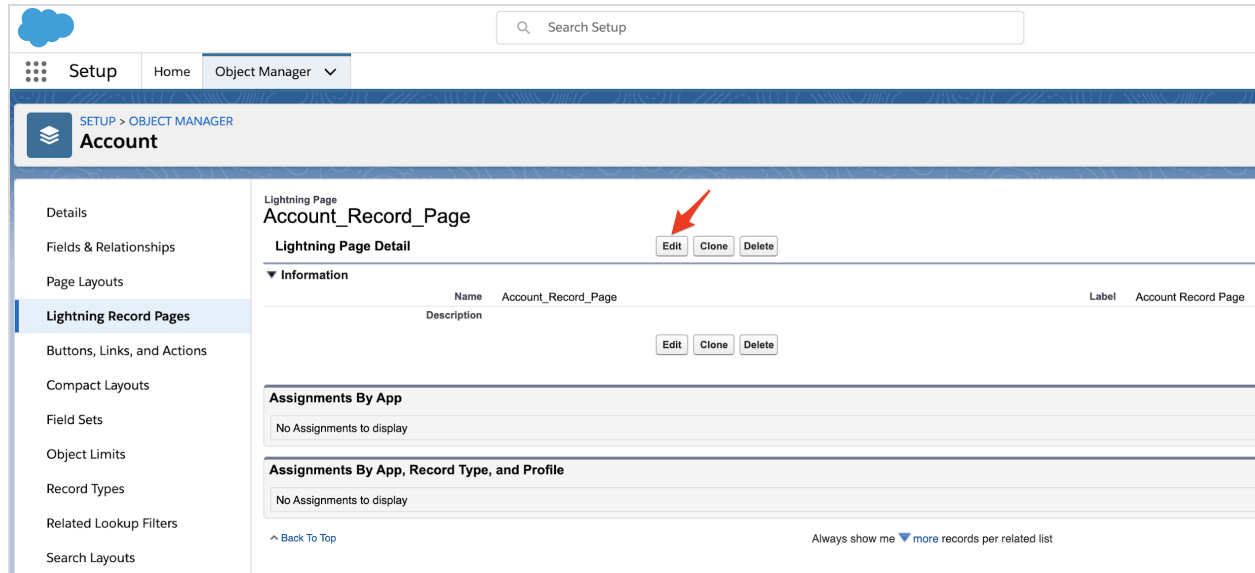 Search Setup
Setup Home Object Manager
SETUP > OBJECT MANAGER
Account
Details
Fields & Relationships
Page Layouts
Lightning Record Pages
Buttons, Links, and Actions
Compact Layouts
Field Sets
Object Limits
Record Types
Related Lookup Filters
Search Layouts
Lightning Page
Account_Record_Page
Lightning Page Detail Edit Clone Delete
Information
Name Account_Record_Page Label Account Record Page
Description
Edit Clone Delete
Assignments By App
No Assignments to display
Assignments By App, Record Type, and Profile
No Assignments to display
Back To Top Always show me more records per related list